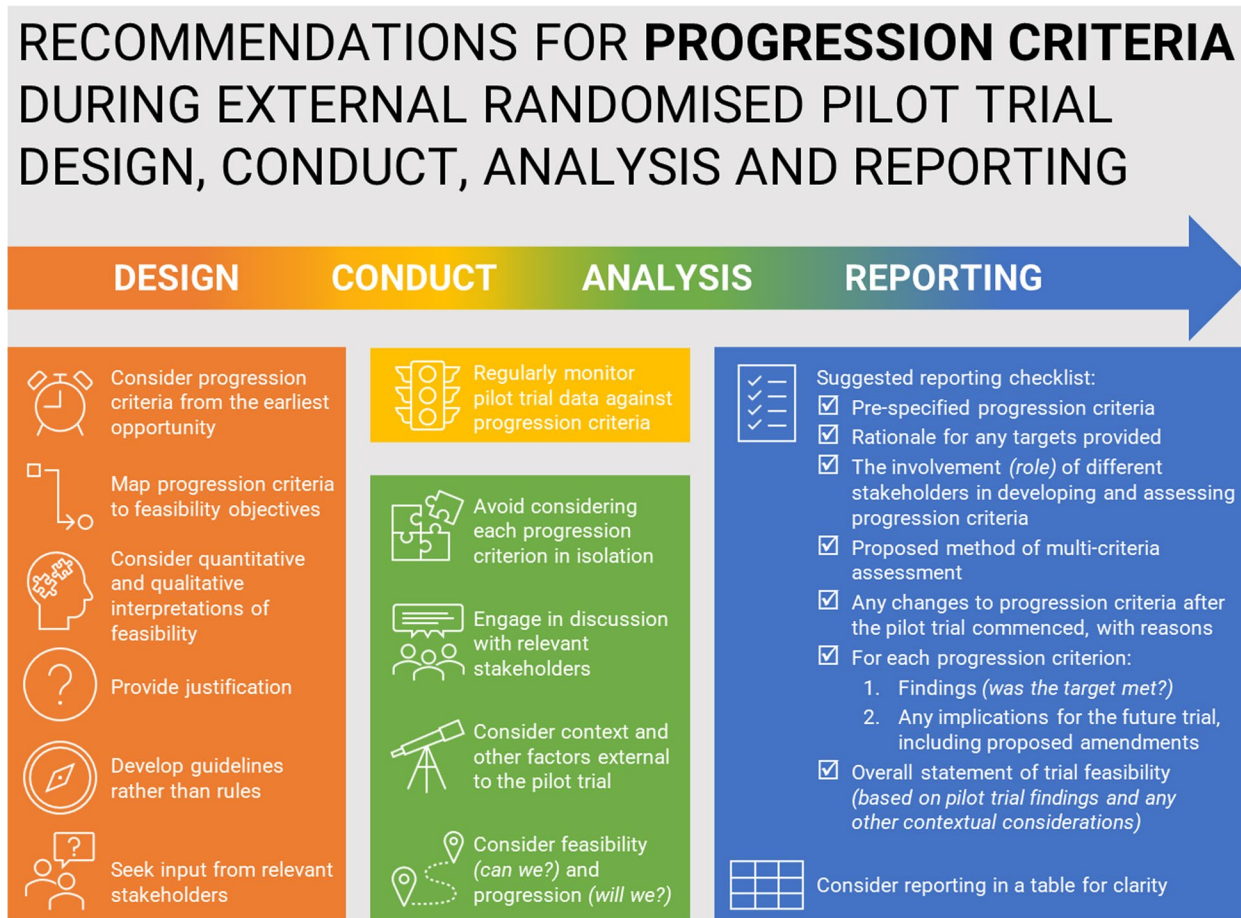 RECOMMENDATIONS FOR PROGRESSION CRITERIA
DURING EXTERNAL RANDOMISED PILOT TRIAL
DESIGN, CONDUCT, ANALYSIS AND REPORTING
DESIGN
CONDUCT
ANALYSIS
REPORTING
Consider progression
criteria from the earliest
opportunity
Map progression criteria
to feasibility objectives
Consider quantitative
and qualitative
interpretations of
feasibility
?
Provide justification
Develop guidelines
rather than rules
?
Seek input from relevant
stakeholders
Regularly monitor
pilot trial data against
progression criteria
Avoid considering
each progression
criterion in isolation
Engage in discussion
with relevant
stakeholders
Consider context and
other factors external
to the pilot trial
Consider feasibility
(can we?) and
progression (will we?)
Suggested reporting checklist:
Pre-specified progression criteria
Rationale for any targets provided
The involvement (role) of different
stakeholders in developing and assessing
progression criteria
Proposed method of multi-criteria
assessment
Any changes to progression criteria after
the pilot trial commenced, with reasons
For each progression criterion:
1. Findings (was the target met?)
2. Any implications for the future trial,
including proposed amendments
Overall statement of trial feasibility
(based on pilot trial findings and any
other contextual considerations)
Consider reporting in a table for clarity